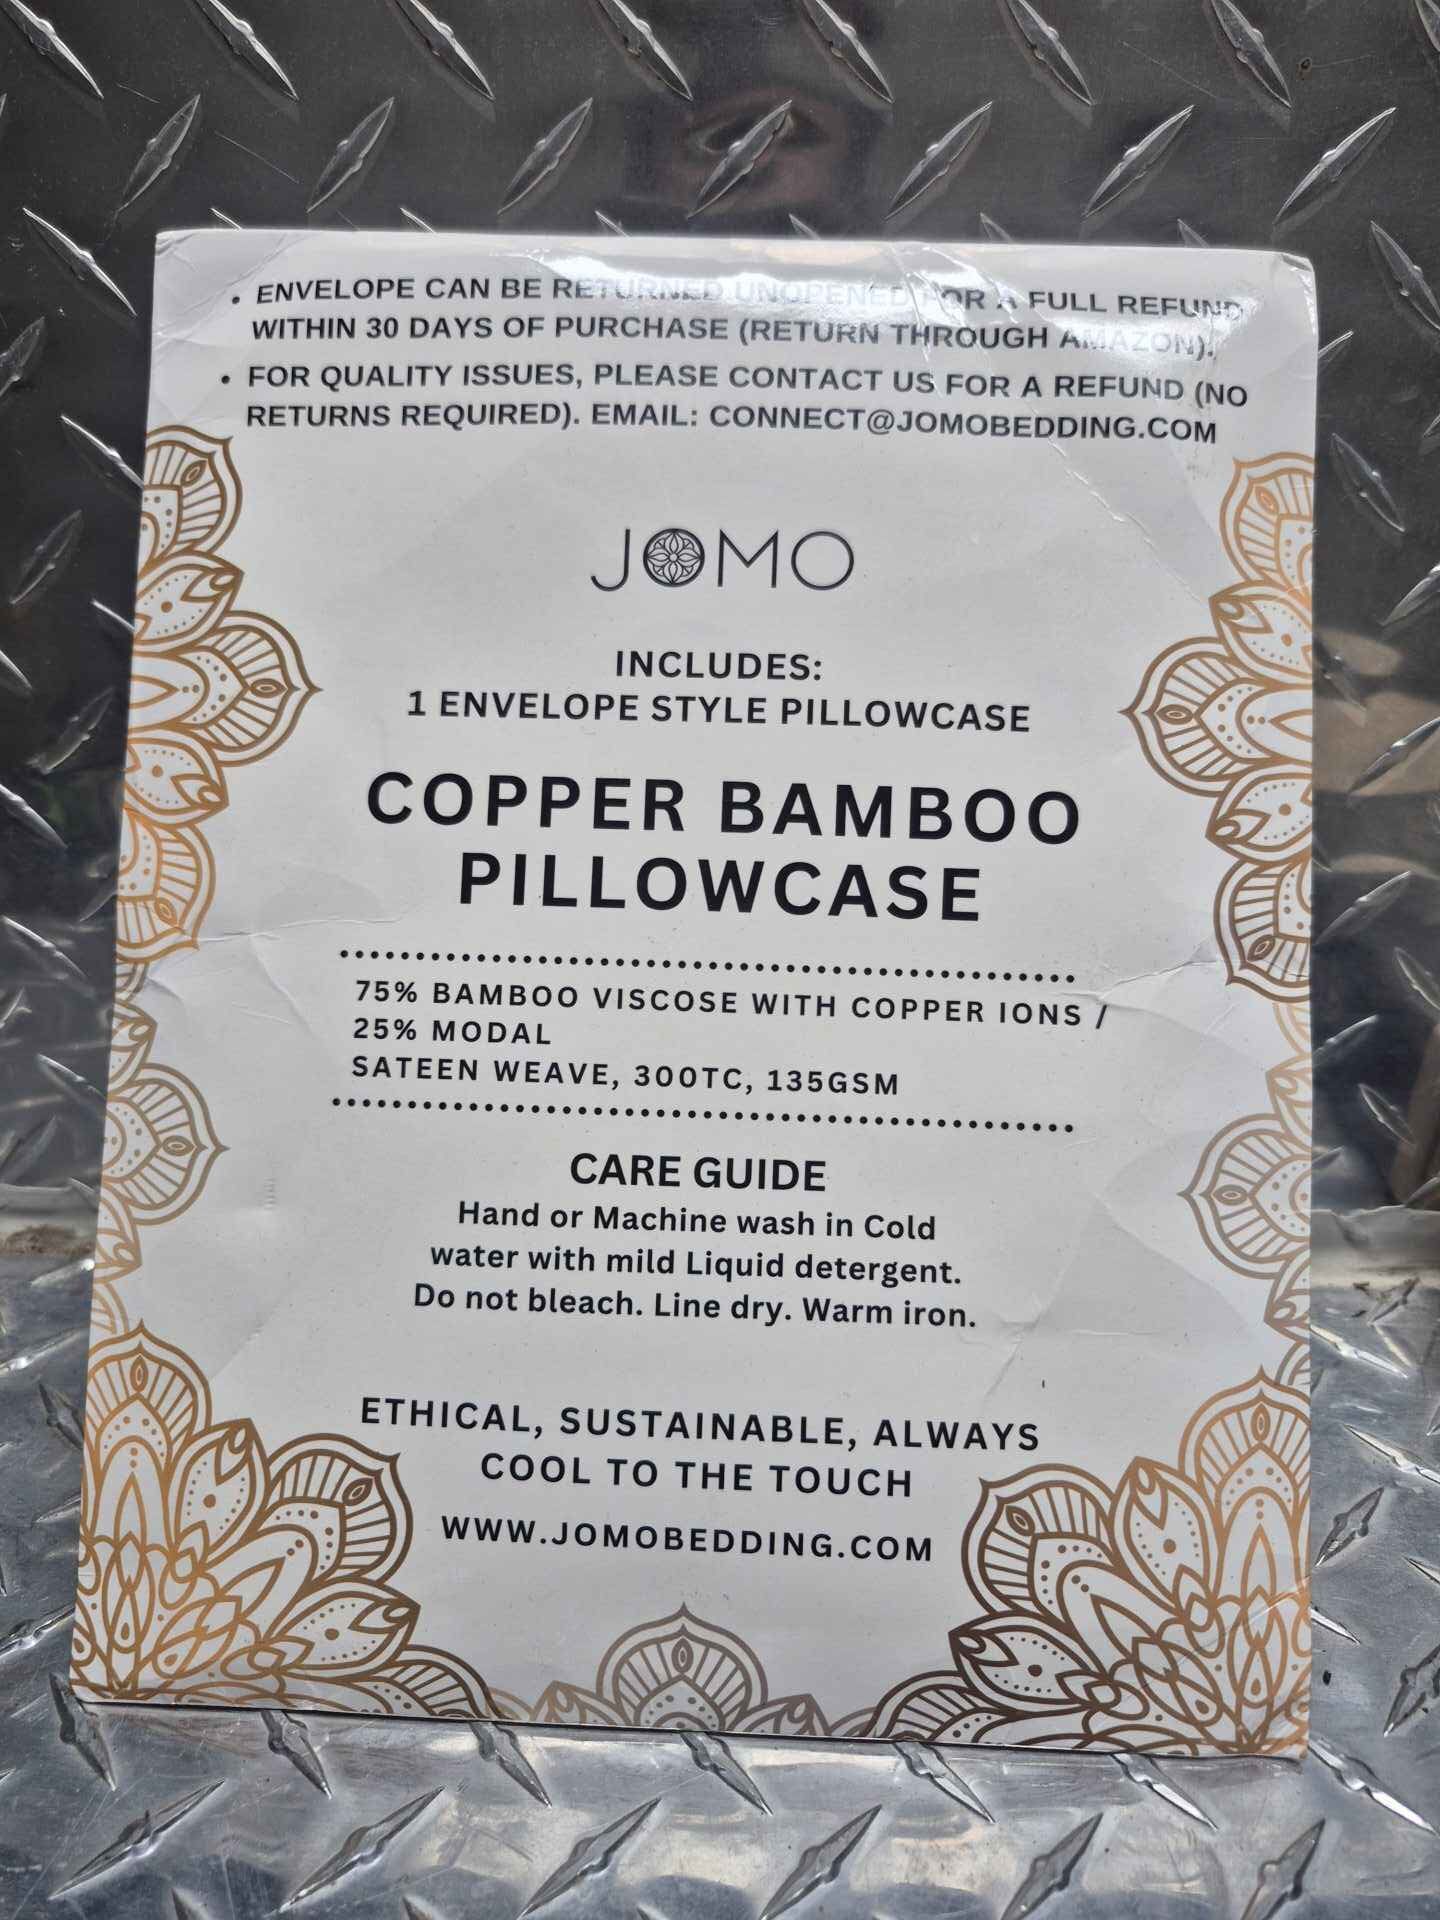 • ENVELOPE CAN BE RETURNED UNOPENED FOR A FULL REFUND
WITHIN 30 DAYS OF PURCHASE (RETURN THROUGH AMAZON).
• FOR QUALITY ISSUES, PLEASE CONTACT US FOR A REFUND (NO
RETURNS REQUIRED). EMAIL: CONNECT@JOMOBEDDING.COM
JOMO
INCLUDES:
1 ENVELOPE STYLE PILLOWCASE
COPPER BAMBOO
PILLOWCASE
75% BAMBOO VISCOSE WITH COPPER IONS /
25% MODAL
SATEEN WEAVE, 300TC, 135GSM
CARE GUIDE
Hand or Machine wash in Cold
water with mild Liquid detergent.
Do not bleach. Line dry. Warm iron.
ETHICAL, SUSTAINABLE, ALWAYS
COOL TO THE TOUCH
WWW.JOMOBEDDING.COM